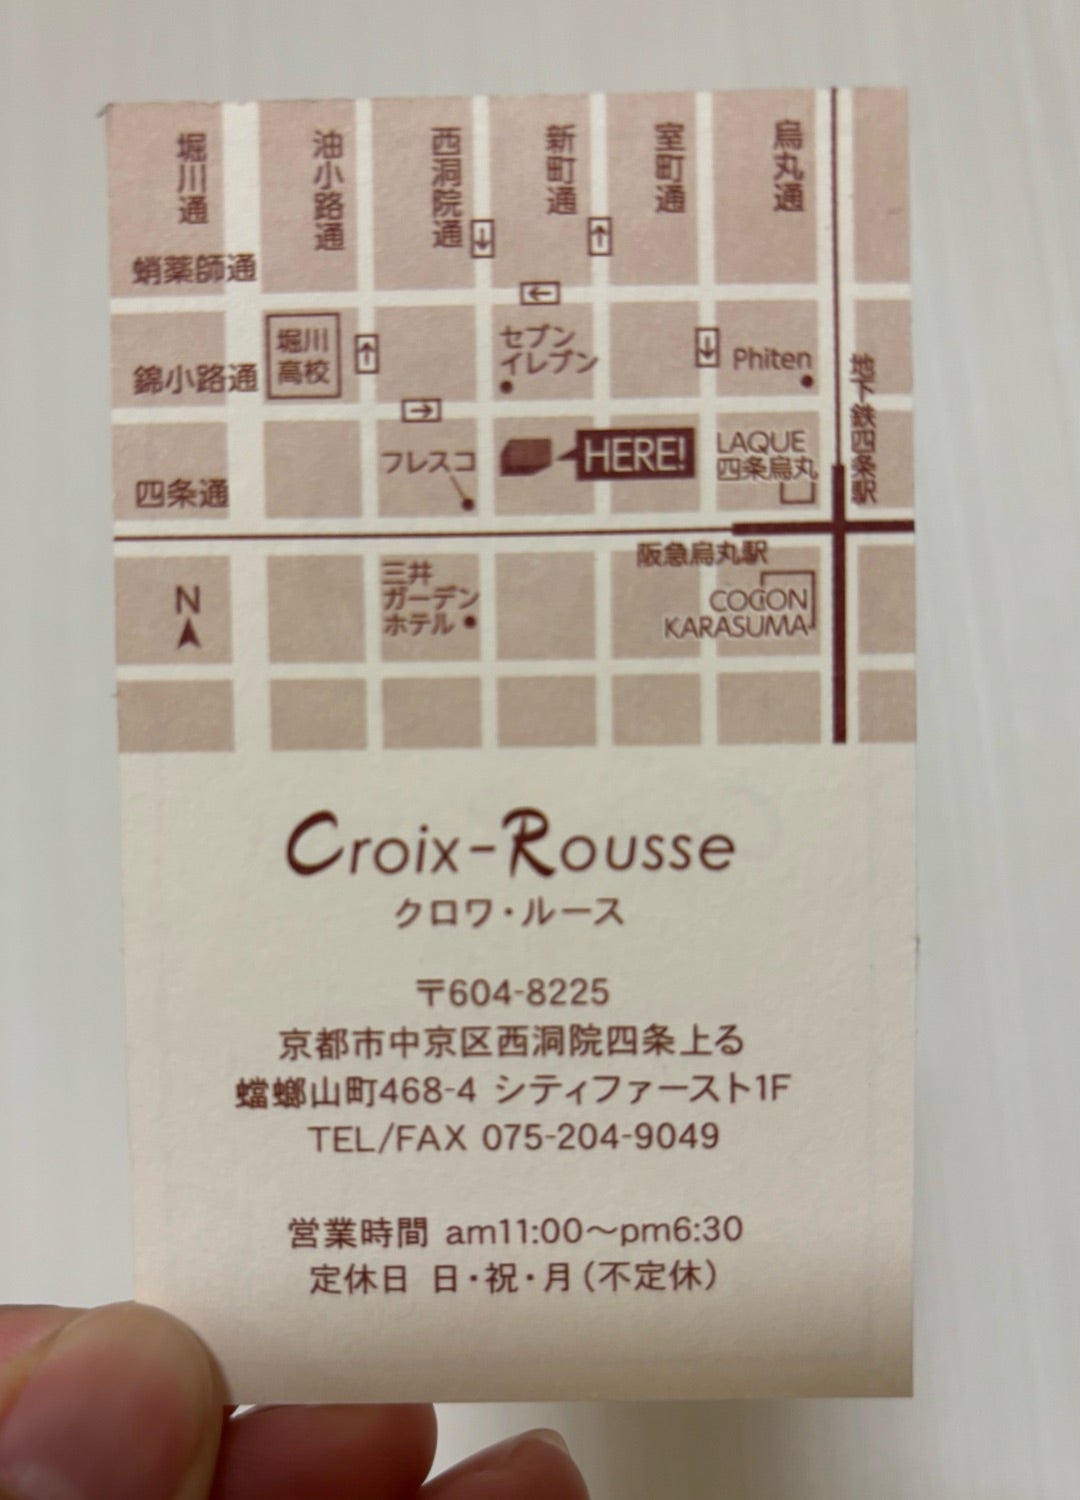 堀川通
油小路通
西洞院通
新町通
室町通
烏丸通
蛸薬師通
堀川
高校
セブン
イレブン
Phiten
地下鉄四条駅
錦小路通
フレスコ
HERE!
LAQUE
四条烏丸
四条通
阪急烏丸駅
三井
ガーデン
ホテル
COCON
KARASUMA
N
Croix-Rousse
クロワ・ルース
〒604-8225
京都市中京区西洞院四条上る
蟷螂山町468-4 シティファースト1F
TEL/FAX 075-204-9049
営業時間 am11:00〜pm6:30
定休日 日・祝・月(不定休)